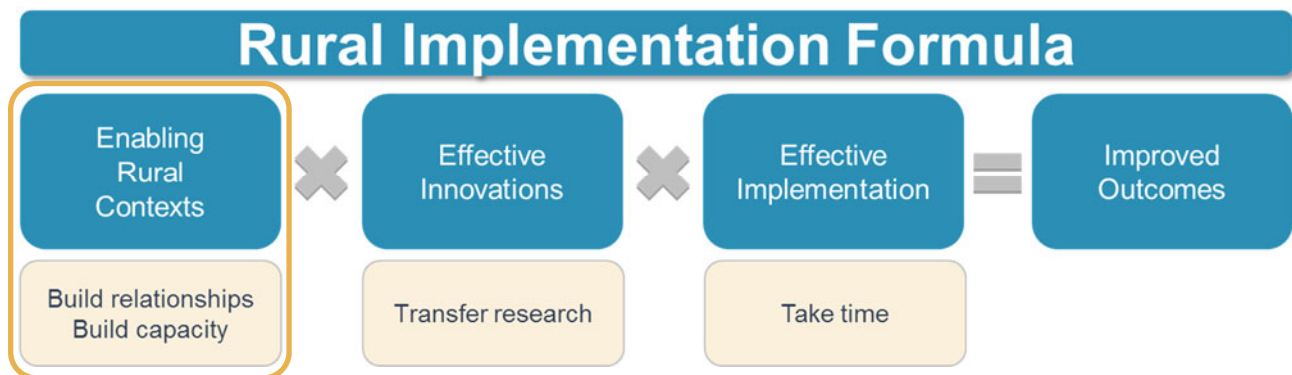 Rural Implementation Formula
Enabling
Rural
Contexts
Effective
Innovations
Effective
Implementation
Improved
Outcomes
Build relationships
Build capacity
Transfer research
Take time